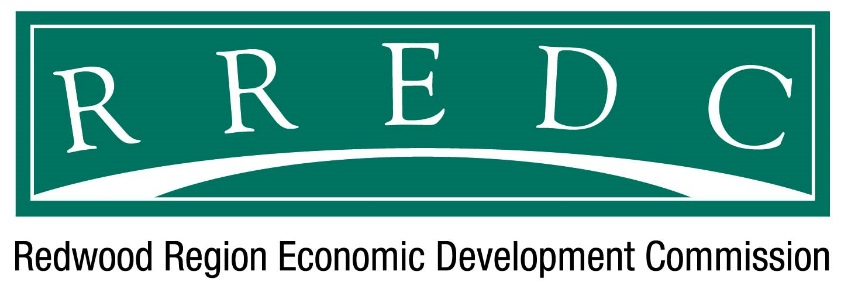 R R E D C
Redwood Region Economic Development Commission